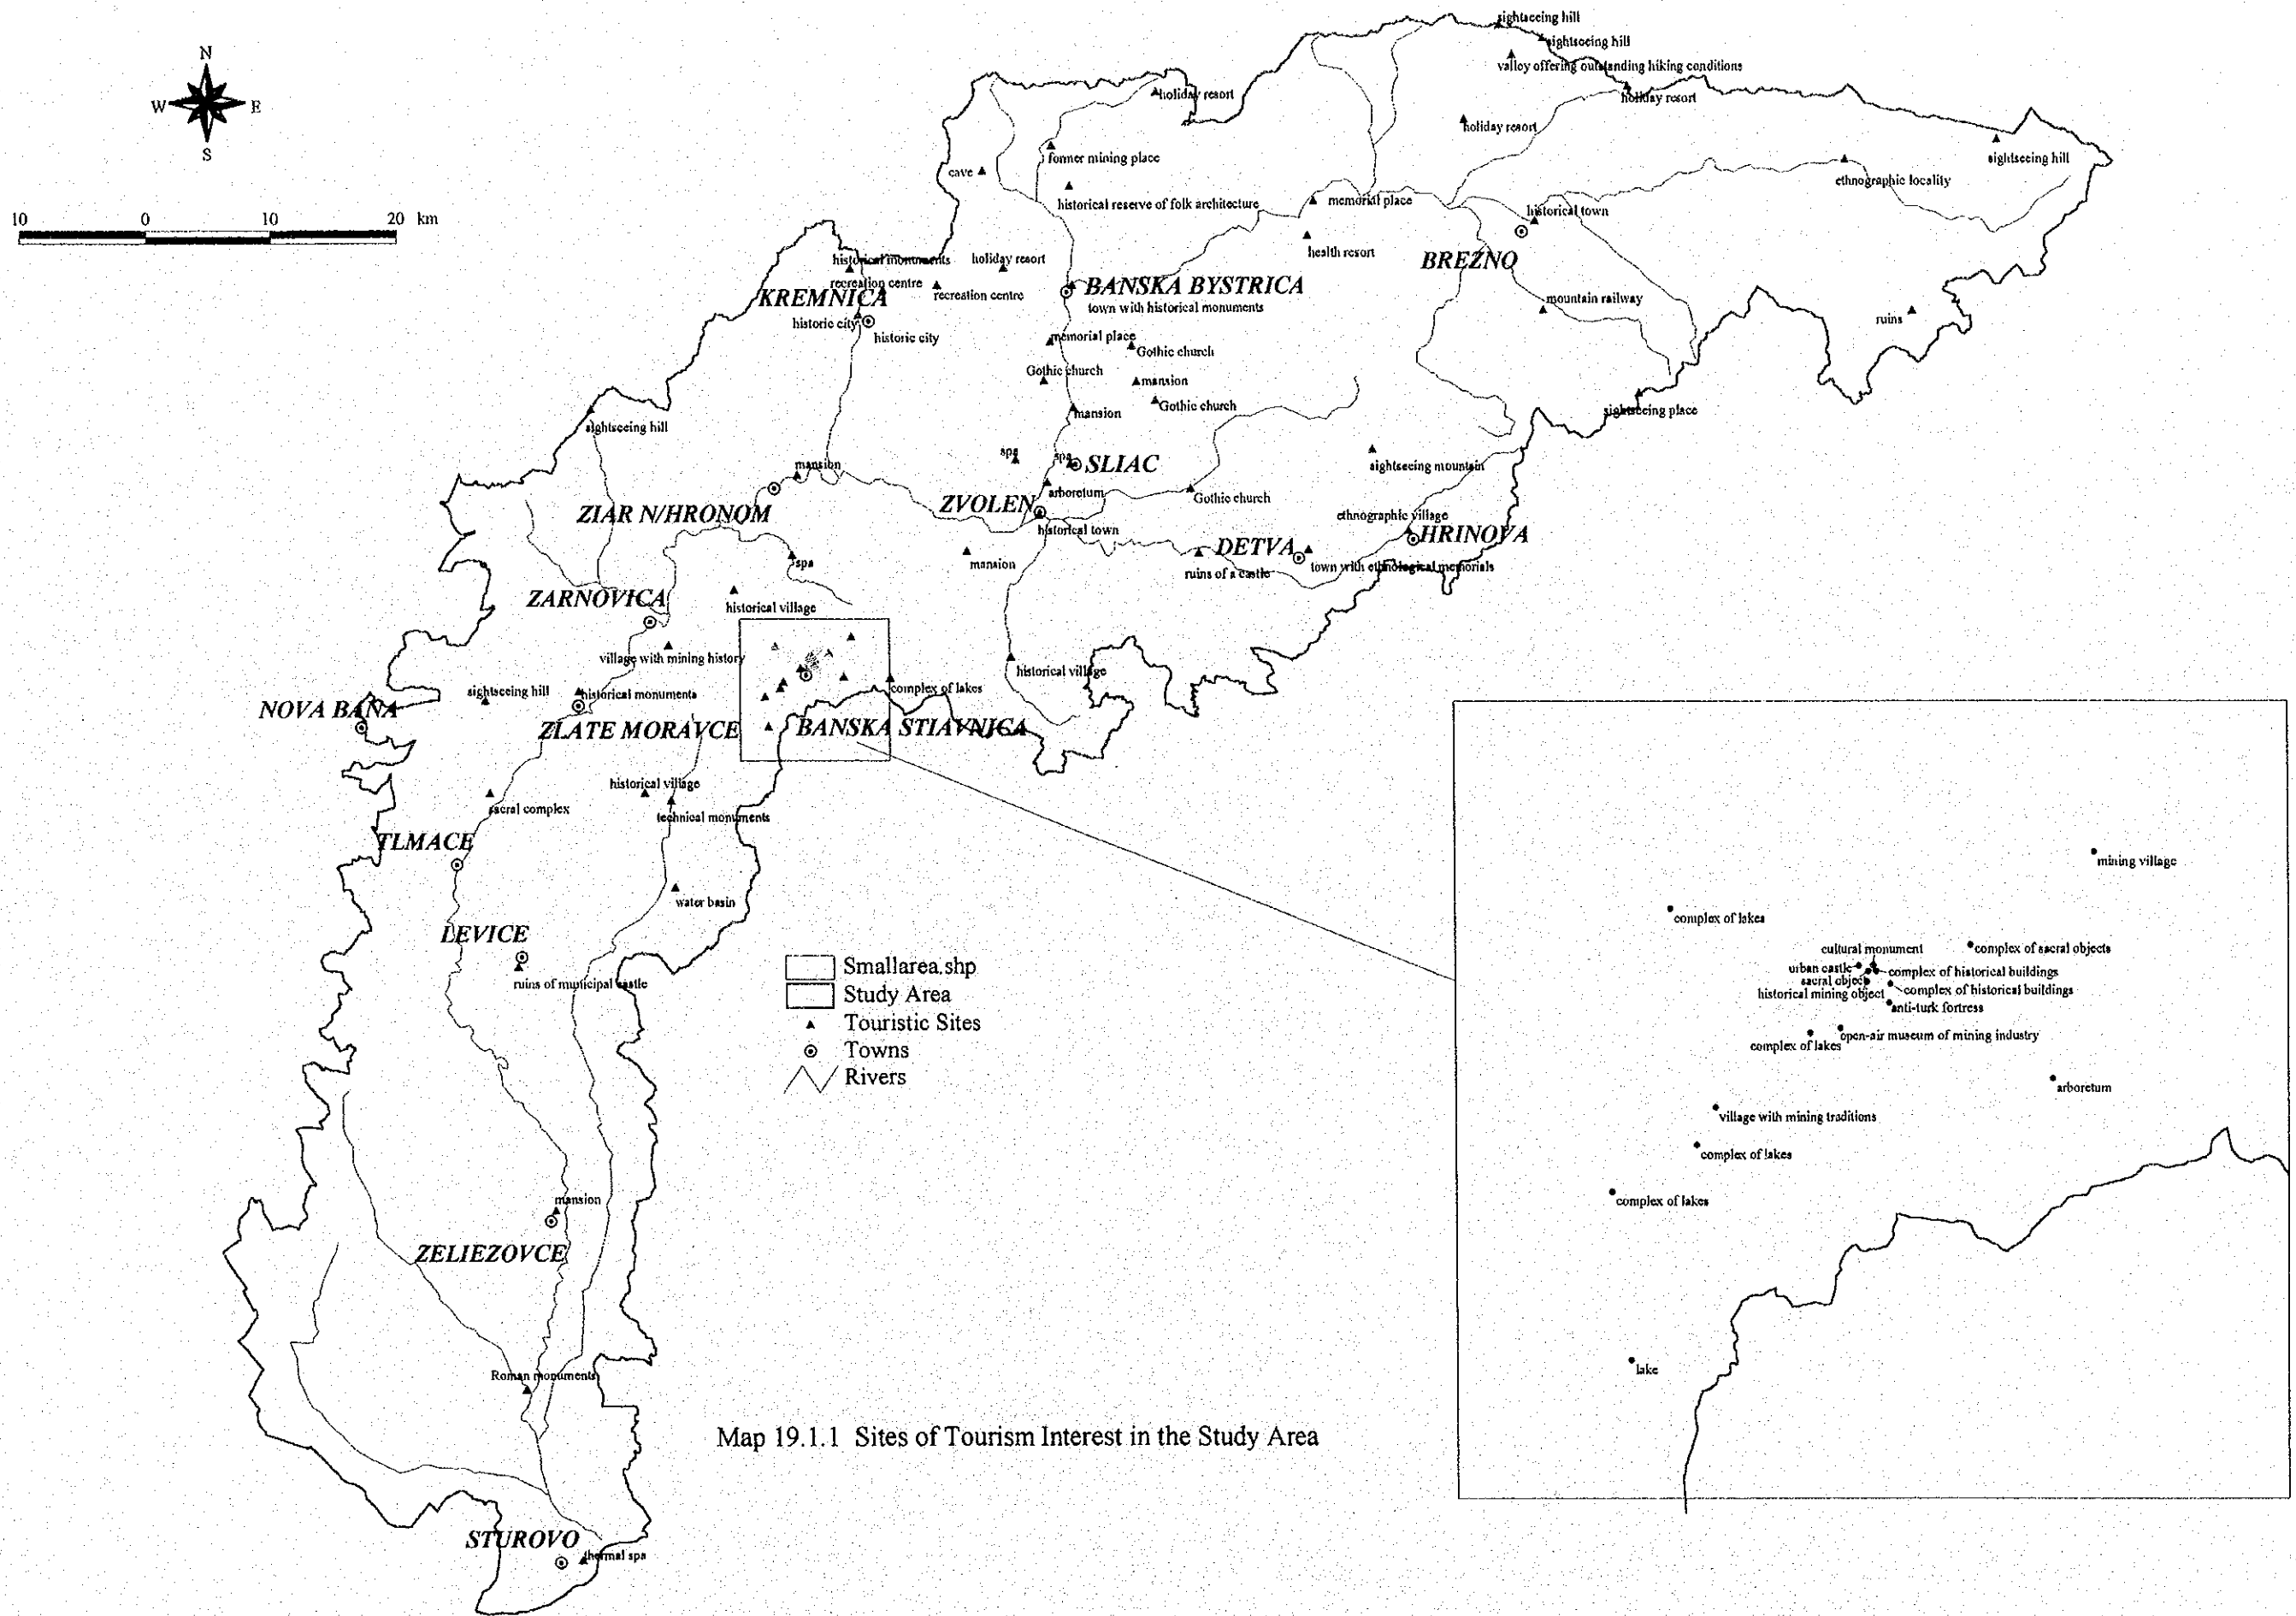 N
W E
S
10 0 10 20 km
sightseeing hill
sightseeing hill
valley offering outstanding hiking conditions
holiday resort
holiday resort
holiday resort
sightseeing hill
former mining place
cave
ethnographic locality
historical reserve of folk architecture
memorial place
historical town
health resort
BREZNO
historical monuments
holiday resort
recreation centre
recreation centre
KREMNICA
BANSKA BYSTRICA
town with historical monuments
mountain railway
ruins
historic city
historic city
memorial place
Gothic church
Gothic church
mansion
Gothic church
mansion
sightseeing place
sightseeing hill
spa
spa
SLIAC
sightseeing mountain
mansion
arboretum
Gothic church
ZIAR N/HRONOM
ZVOLEN
historical town
ethnographic village
HRINOVA
DETVA
mansion
ruins of a castle
town with ethnological memorials
spa
ZARNOVICA
historical village
village with mining history
historical village
sightseeing hill
historical monuments
complex of lakes
NOVA BANA
ZLATE MORAVCE
BANSKA STIAVNICA
historical village
sacral complex
technical monuments
TLMACE
water basin
LEVICE
ruins of municipal castle
Smallarea.shp
Study Area
Touristic Sites
Towns
Rivers
mining village
complex of lakes
cultural monument
complex of sacral objects
urban castle
complex of historical buildings
sacral object
historical mining object
complex of historical buildings
anti-turk fortress
open-air museum of mining industry
complex of lakes
arboretum
village with mining traditions
complex of lakes
complex of lakes
lake
mansion
ZELIEZOVCE
Roman monuments
Map 19.1.1 Sites of Tourism Interest in the Study Area
STUROVO
thermal spa